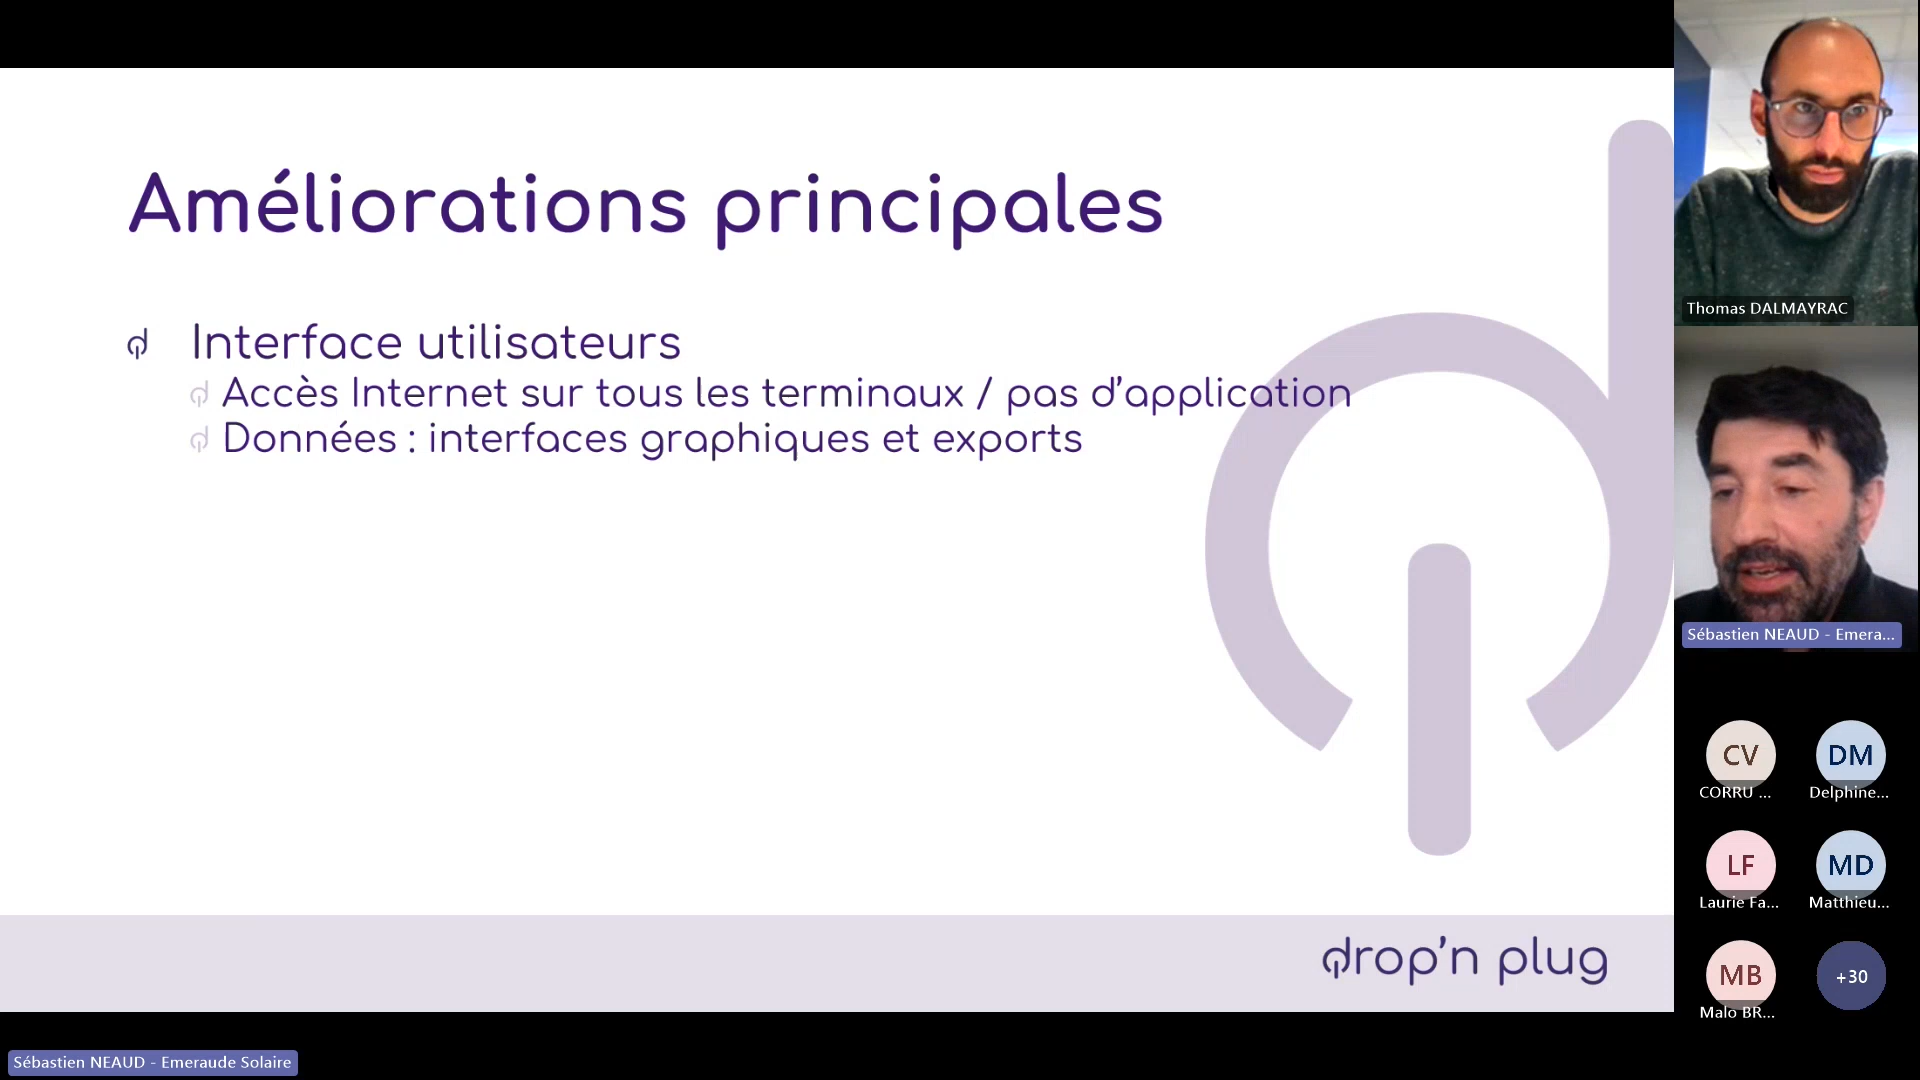 Améliorations principales
Interface utilisateurs
Accès Internet sur tous les terminaux / pas d’application
Données : interfaces graphiques et exports
drop’n plug
Sébastien NEAUD - Emeraude Solaire
Thomas DALMAYRAC
Sébastien NEAUD - Emera...
CV
CORRU ...
DM
Delphine...
LF
Laurie Fa...
MD
Matthieu...
MB
Malo BR...
+30